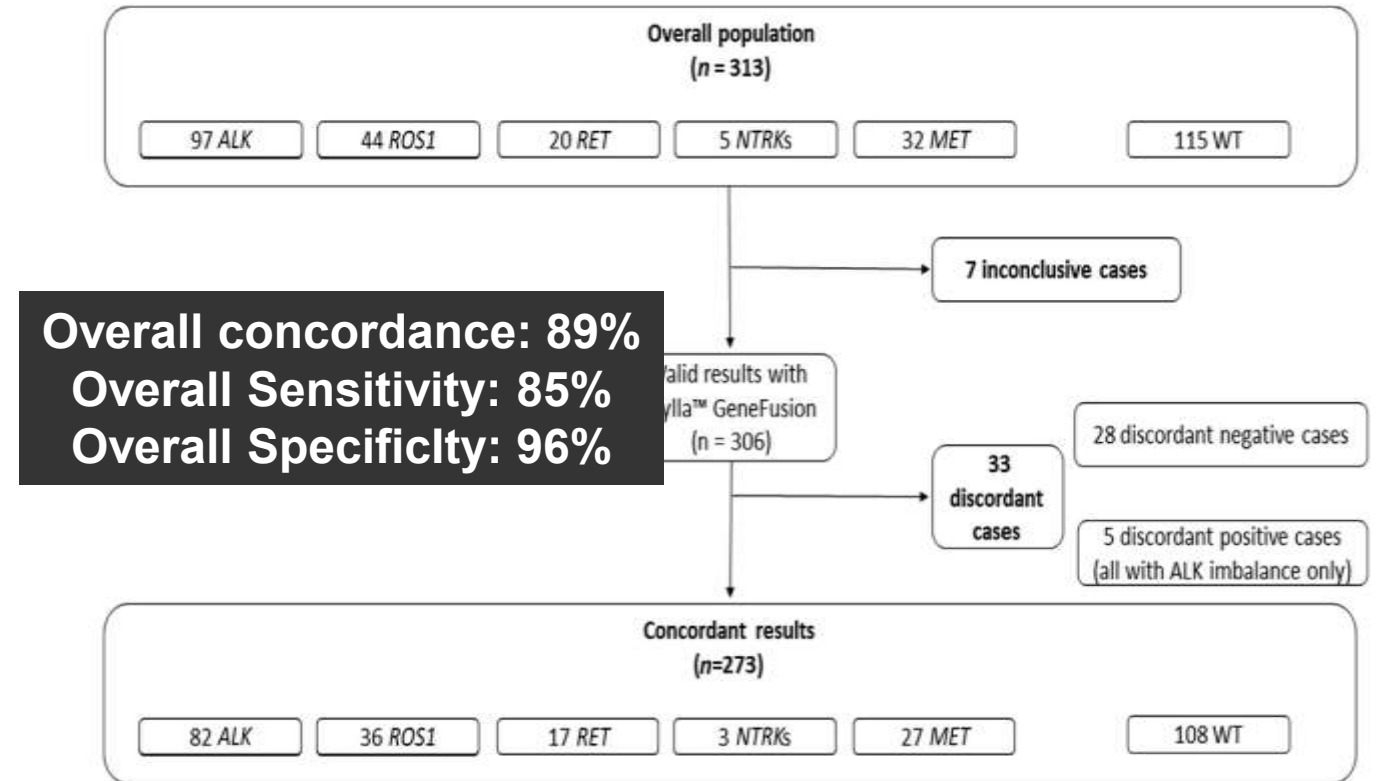 Overall population
(n = 313)
97 ALK
44 ROS1
20 RET
5 NTRKs
32 MET
115 WT
7 inconclusive cases
Overall concordance: 89%
Overall Sensitivity: 85%
Overall SpecificIty: 96%
results with
GeneFusion
(n = 306)
33
discordant
cases
28 discordant negative cases
5 discordant positive cases
(all with ALK imbalance only)
Concordant results
(n=273)
82 ALK
36 ROS1
17 RET
3 NTRKs
27 MET
108 WT